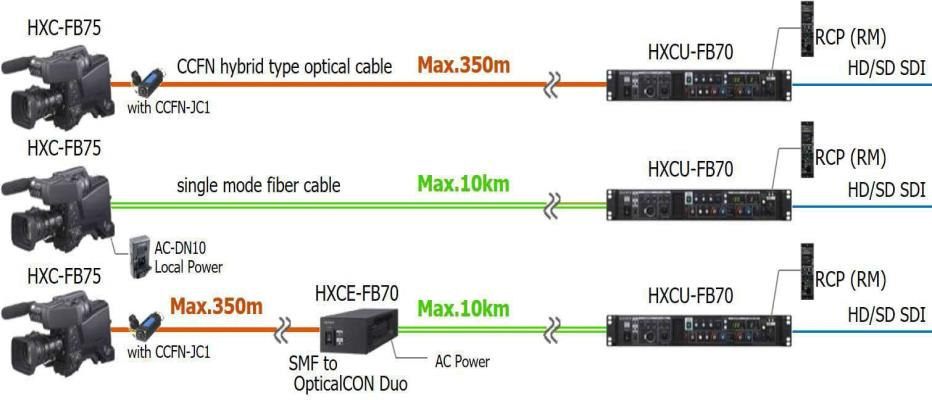 HXC-FB75
CCFN hybrid type optical cable
Max.350m
HXCU-FB70
RCP (RM)
HD/SD SDI
with CCFN-JC1
HXC-FB75
single mode fiber cable
Max.10km
HXCU-FB70
RCP (RM)
HD/SD SDI
AC-DN10
Local Power
HXC-FB75
Max.350m
HXCE-FB70
Max.10km
HXCU-FB70
RCP (RM)
HD/SD SDI
with CCFN-JC1
SMF to
OpticalCON Duo
AC Power